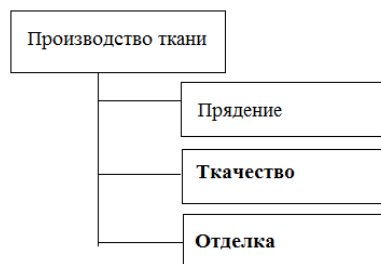 Производство ткани
Прядение
Ткачество
Отделка